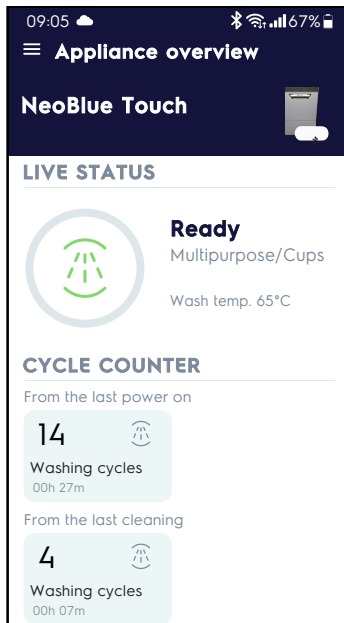 09:05 67%
Appliance overview
NeoBlue Touch
LIVE STATUS
Ready
Multipurpose/Cups
Wash temp. 65°C
CYCLE COUNTER
From the last power on
14
Washing cycles
00h 27m
From the last cleaning
4
Washing cycles
00h 07m